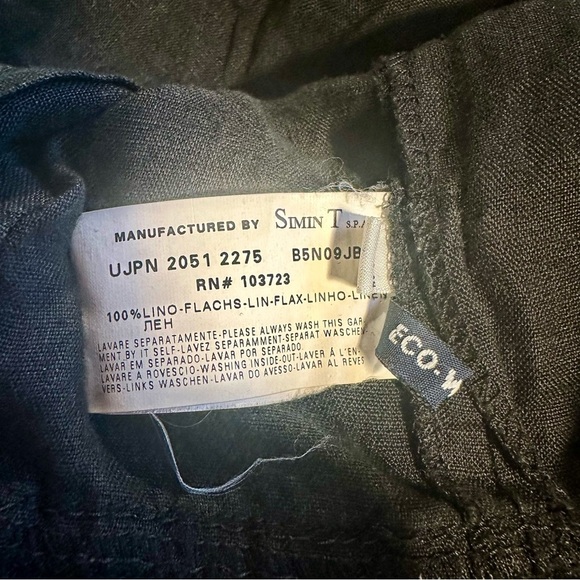 MANUFACTURED BY SIMIN T S.P.A
UJPN 2051 2275 B5N09JB
RN# 103723
100%LINO-FLACHS-LIN-FLAX-LINHO-LINEN
ЛЕН
LAVARE SEPARATAMENTE-PLEASE ALWAYS WASH THIS GAR
MENT BY IT SELF-LAVEZ SEPARAMMENT-SEPARAT WASCHEN-
LAVAR EM SEPARADO-LAVAR POR SEPARADO.
LAVARE A ROVESCIO-WASHING INSIDE-OUT-LAVER À L'EN-
VERS-LINKS WASCHEN-LAVAR DO AVESSO-LAVAR AL REVES
ECO-W